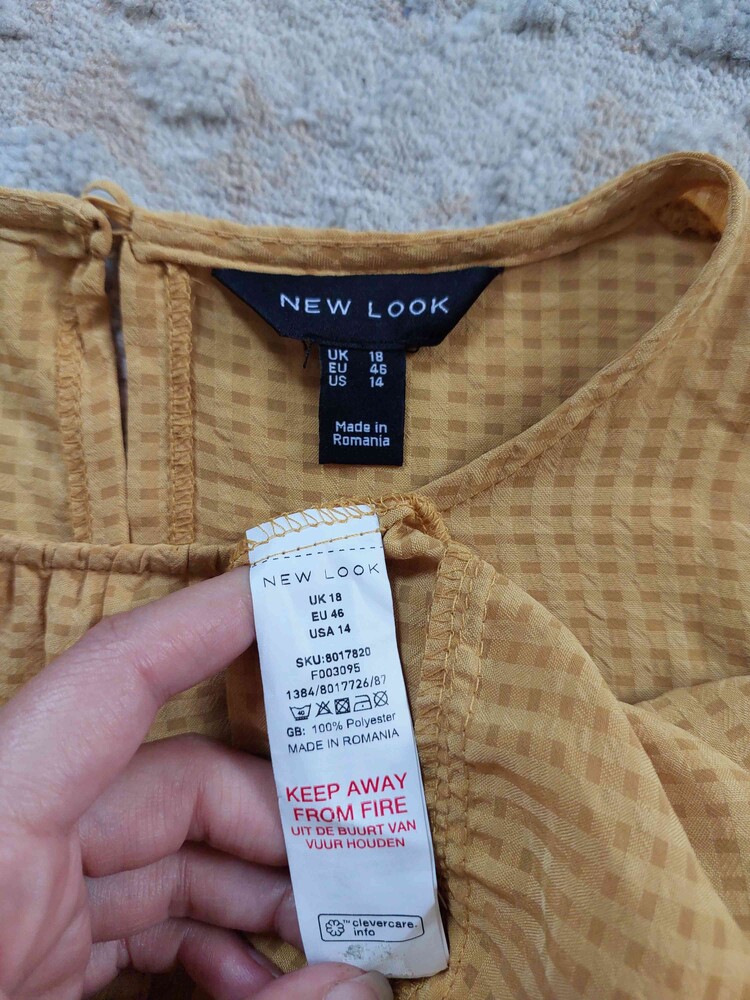 NEW LOOK
UK 18
EU 46
US 14
Made in
Romania
NEW LOOK
UK 18
EU 46
USA 14
SKU:8017820
F003095
1384/8017726/87
40
GB: 100% Polyester
MADE IN ROMANIA
KEEP AWAY
FROM FIRE
UIT DE BUURT VAN
VUUR HOUDEN
™ clevercare.
info